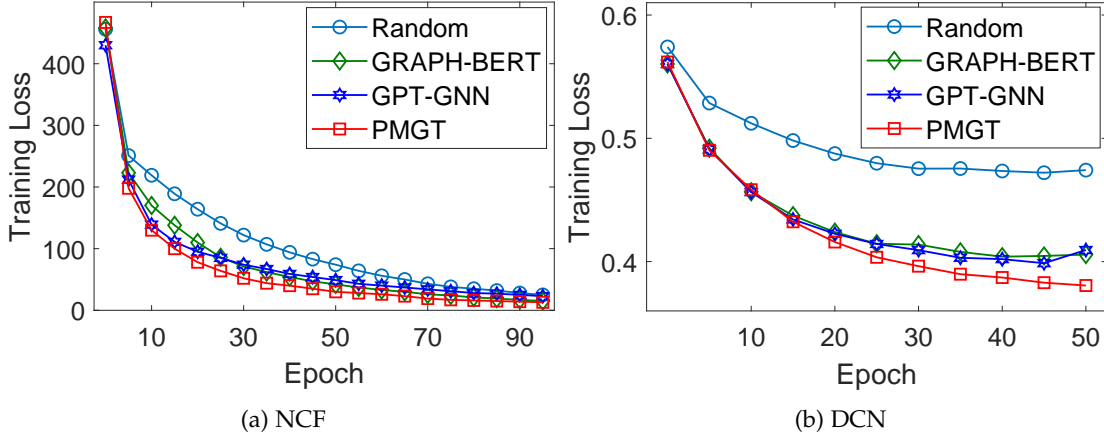 Training Loss
400
300
200
100
0
10
30
50
70
90
Epoch
Random
GRAPH-BERT
GPT-GNN
PMGT
(a) NCF
Training Loss
0.6
0.5
0.4
0
10
20
30
40
50
Epoch
Random
GRAPH-BERT
GPT-GNN
PMGT
(b) DCN